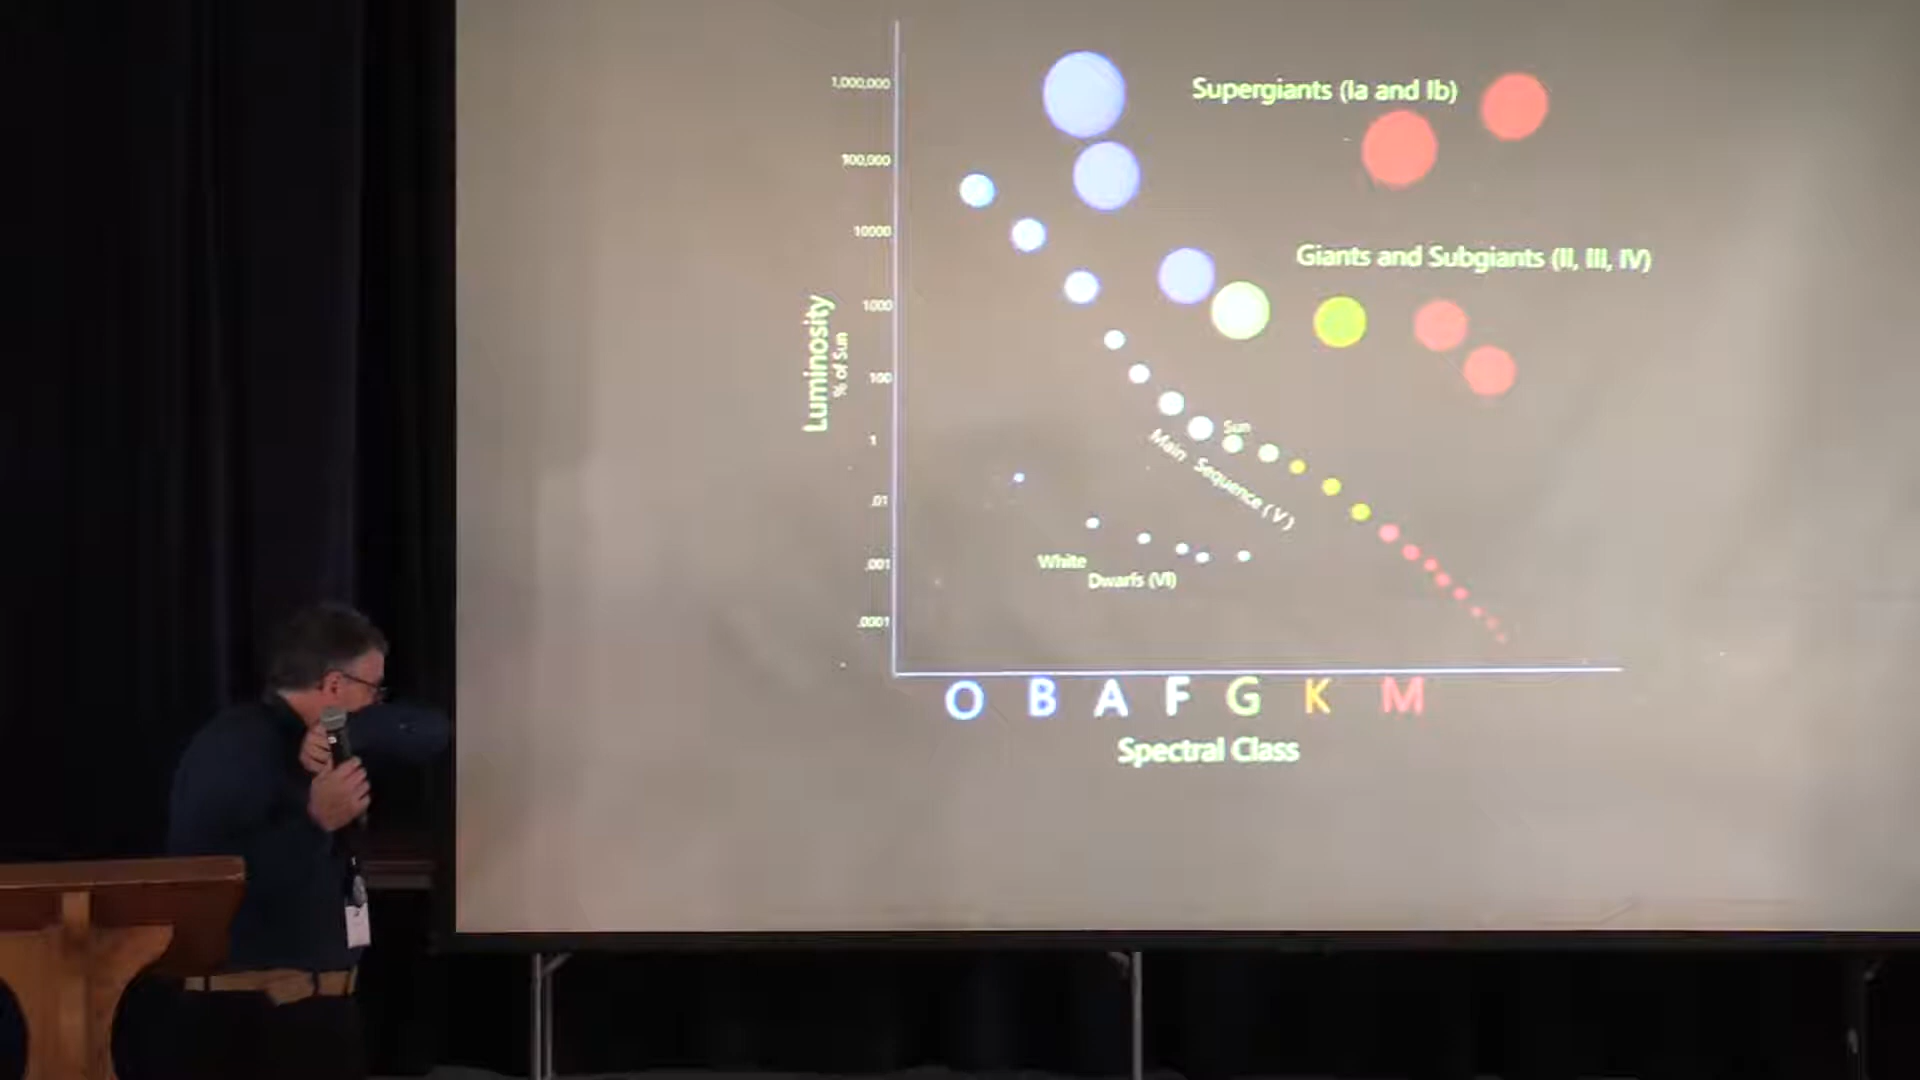 1,000,000
Supergiants (Ia and Ib)
100,000
10000
Giants and Subgiants (II, III, IV)
1000
Luminosity
% of Sun
100
Sun
1
Main Sequence (V)
.01
.001
White
Dwarfs (VI)
.0001
O B A F G K M
Spectral Class